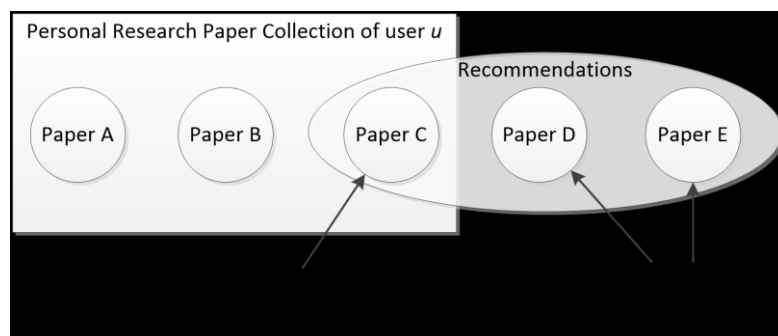 Personal Research Paper Collection of user u
Recommendations
Paper A
Paper B
Paper C
Paper D
Paper E